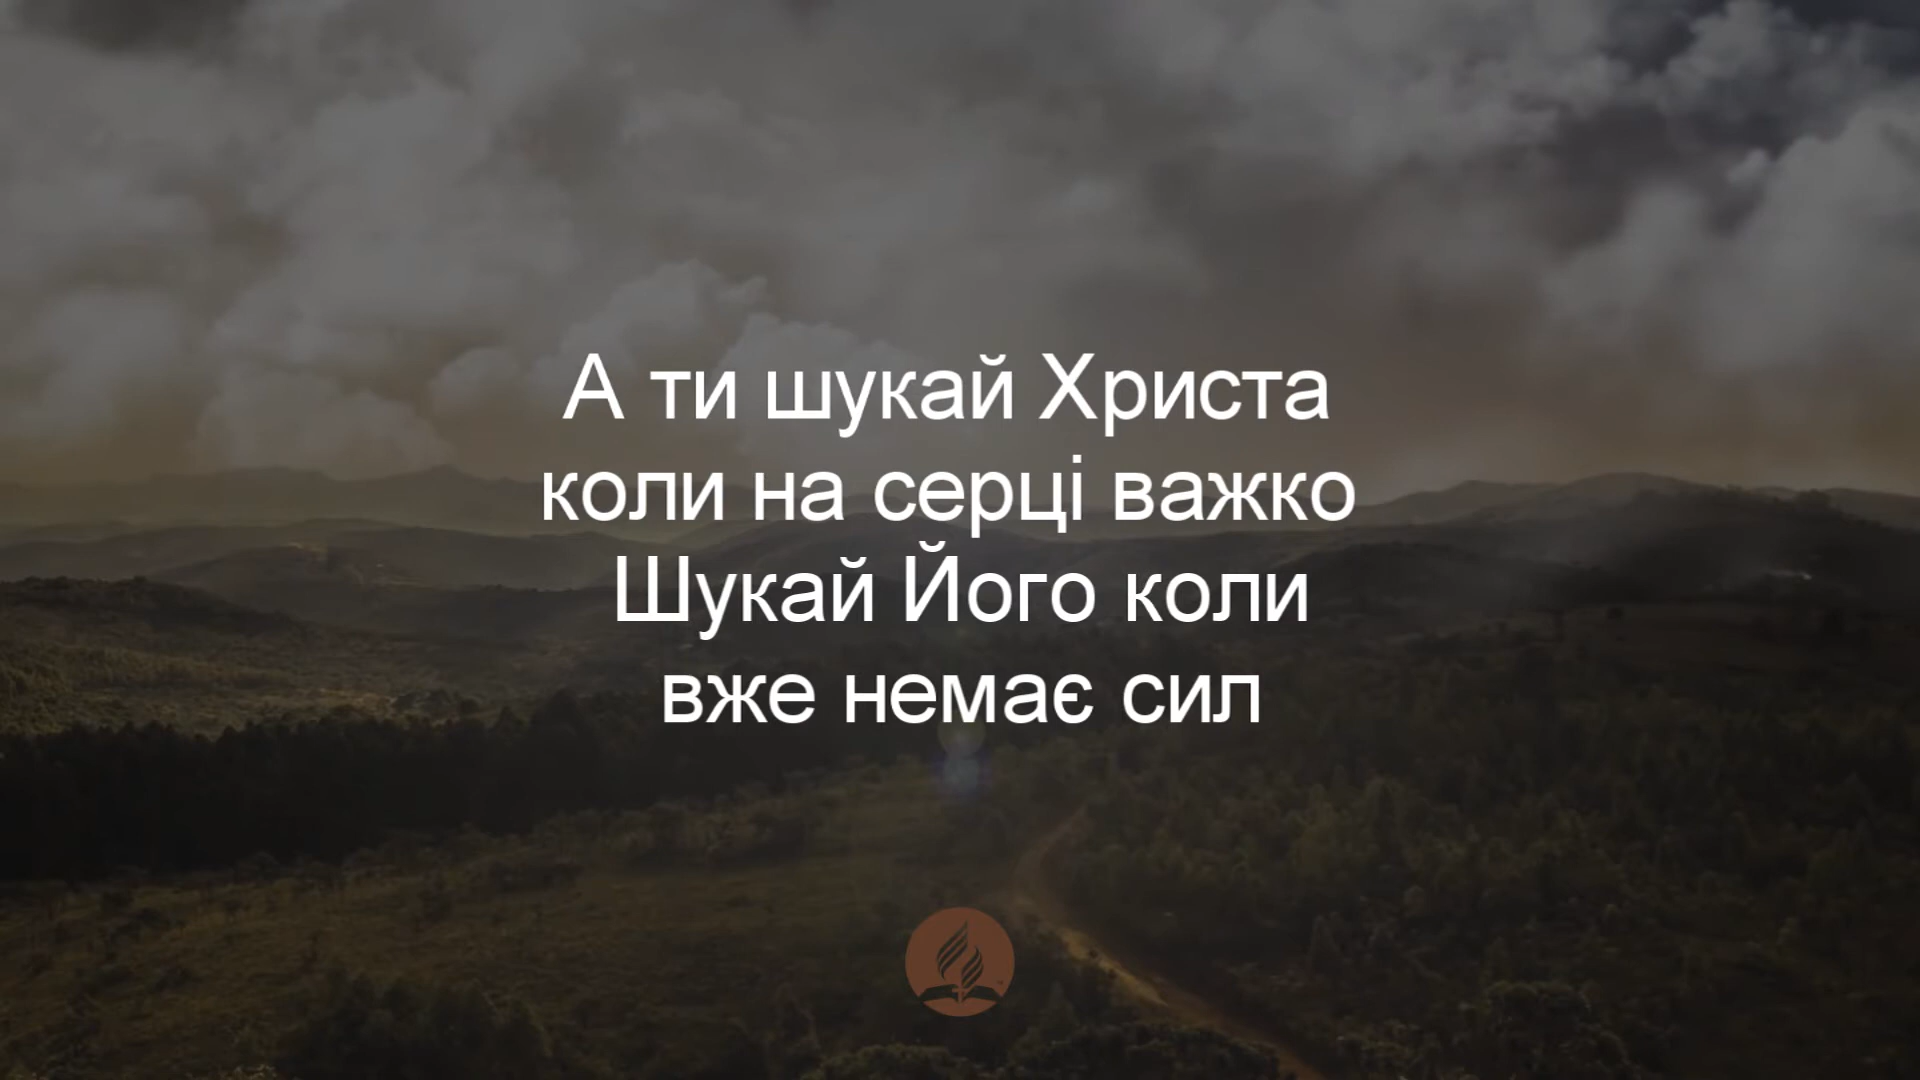 А ти шукай Христа
коли на серці важко
Шукай Його коли
вже немає сил